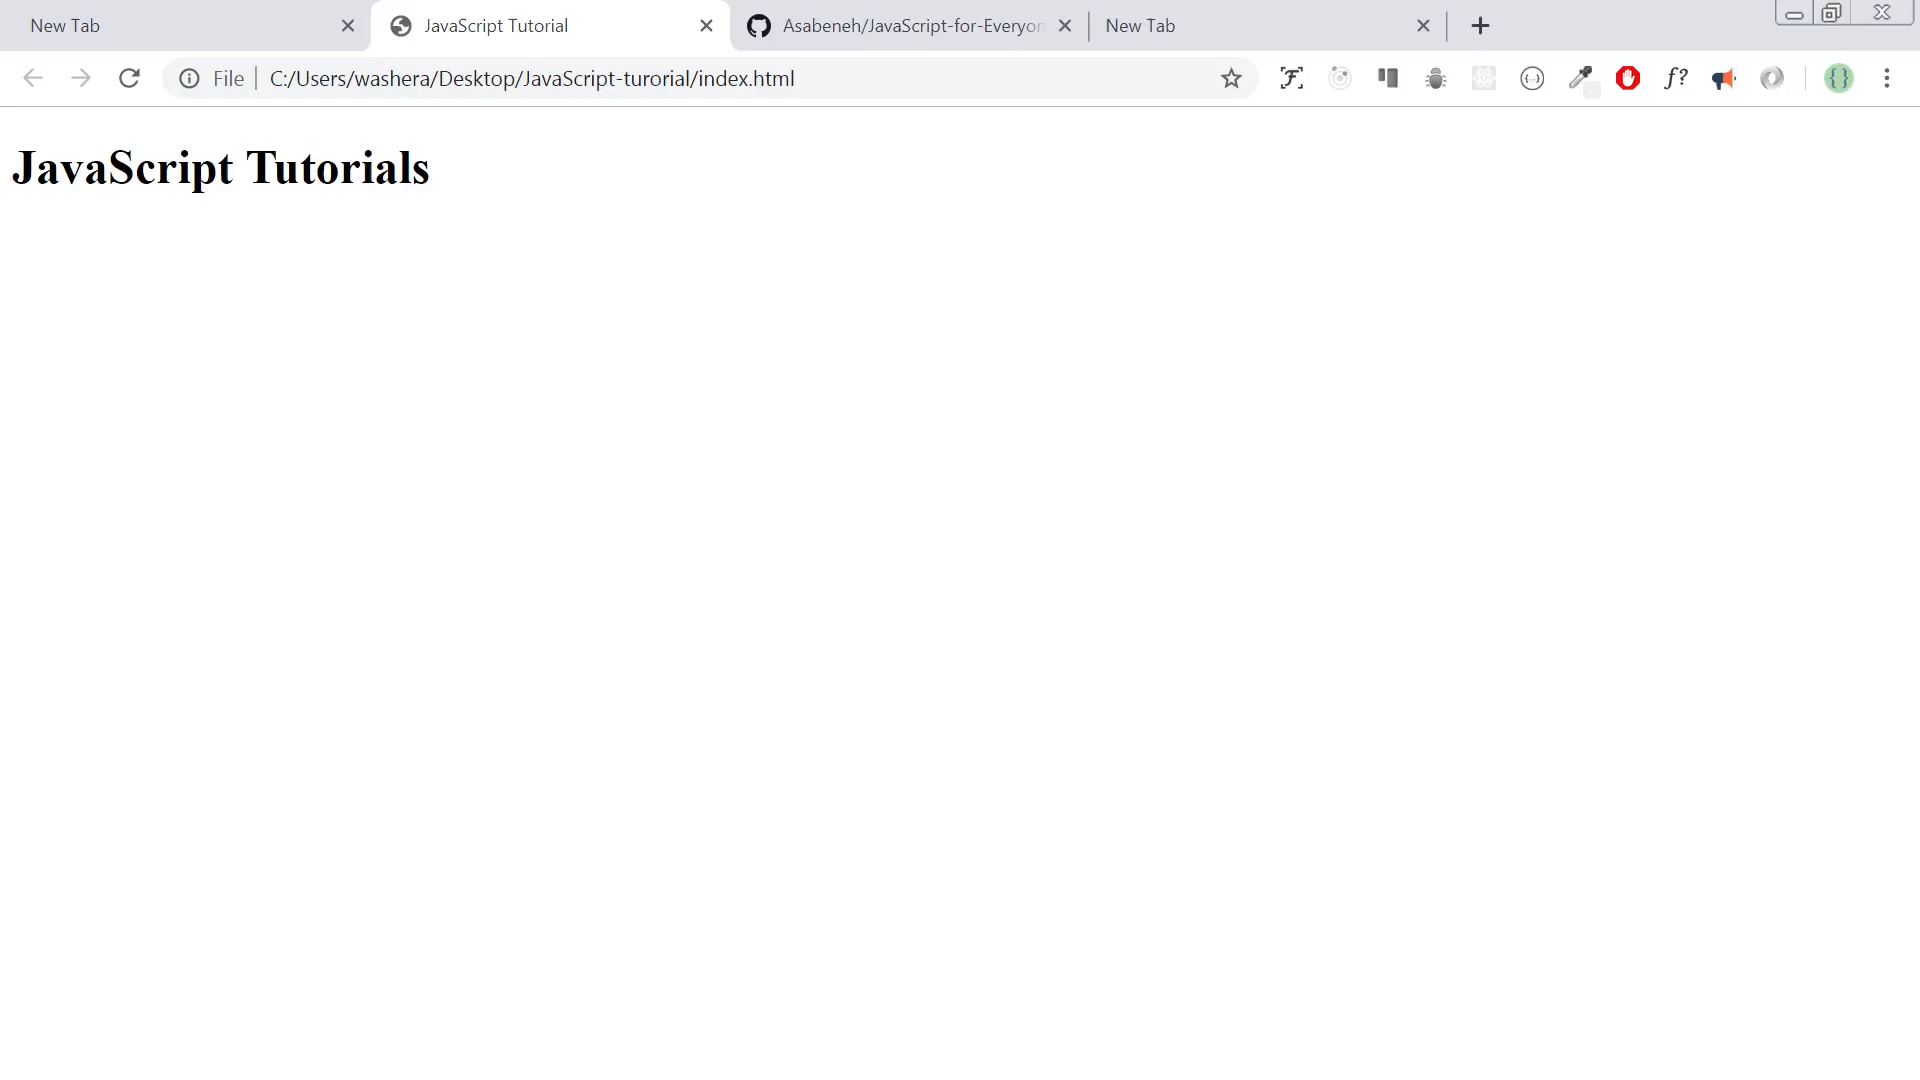 New Tab
JavaScript Tutorial
Asabeneh/JavaScript-for-Everyon
New Tab
File
C:/Users/washera/Desktop/JavaScript-turorial/index.html
f?
JavaScript Tutorials